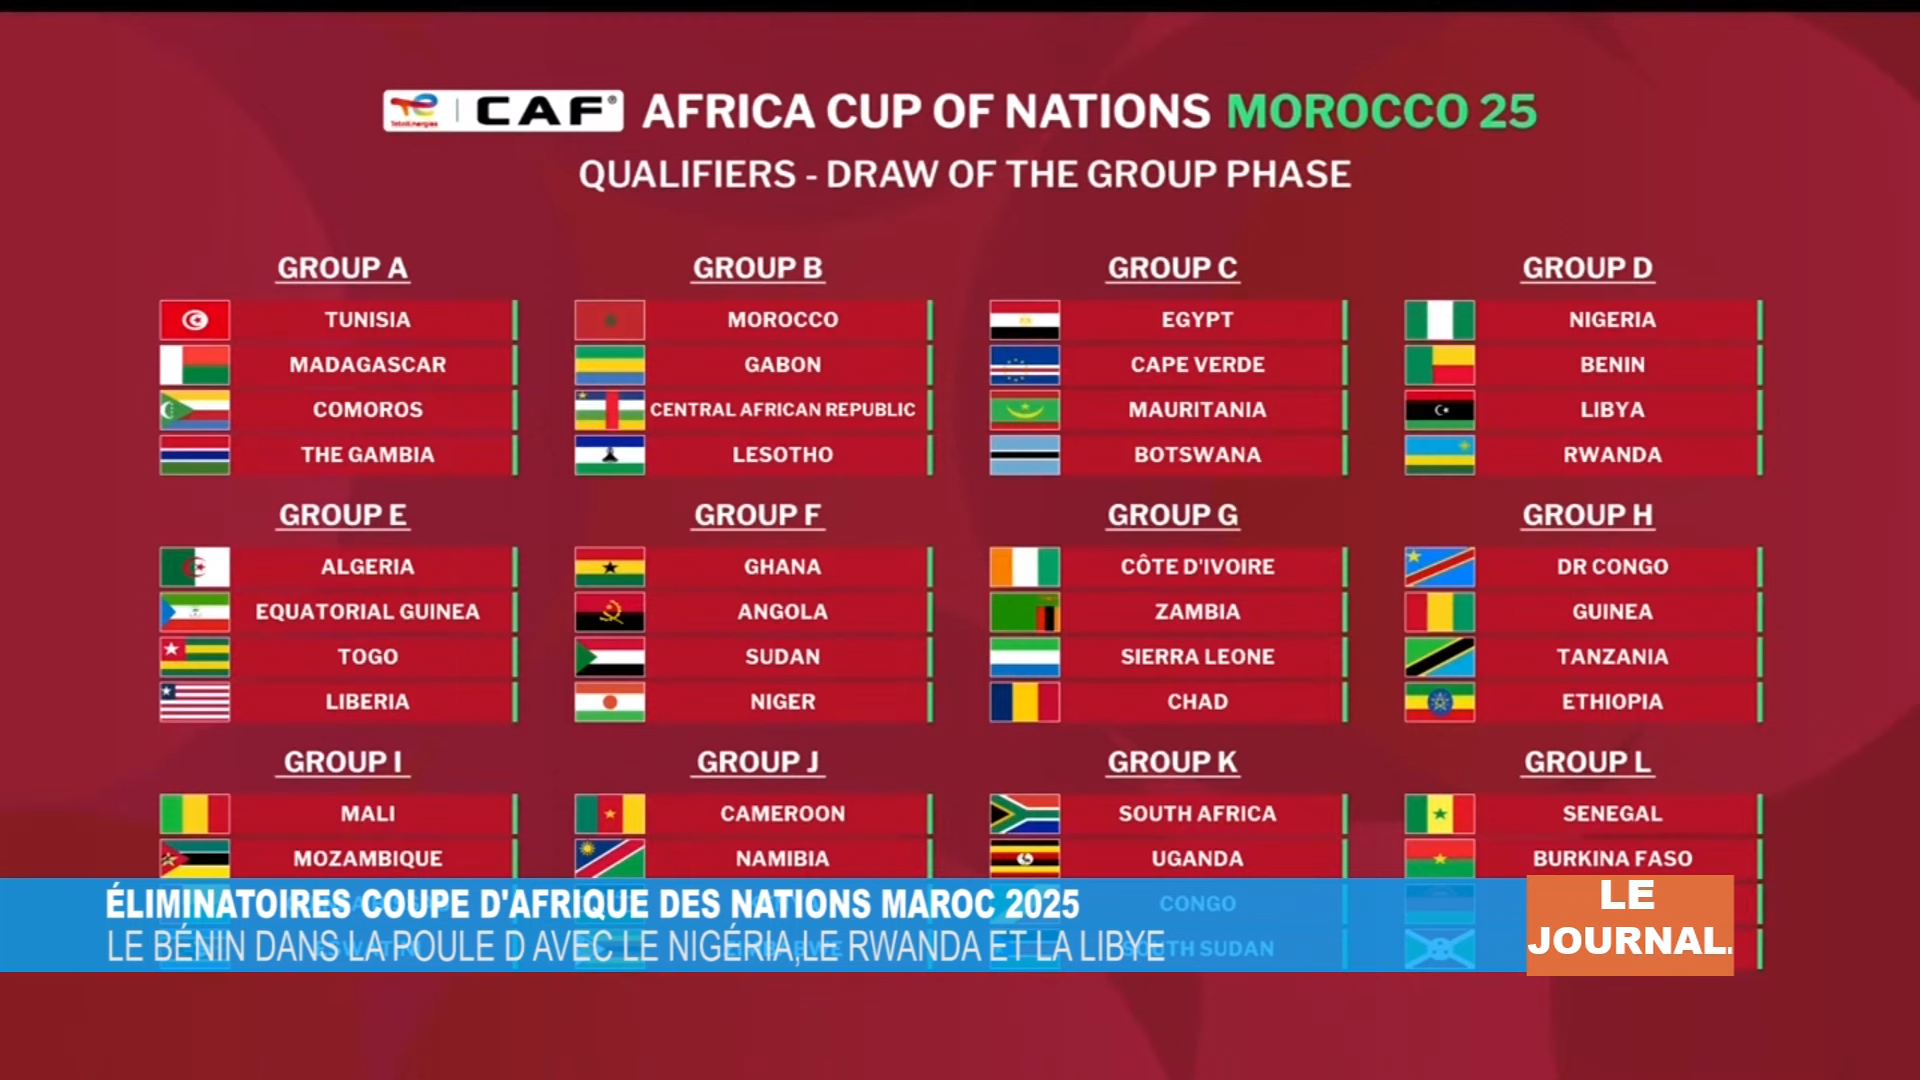 TotalEnergies | CAF® AFRICA CUP OF NATIONS MOROCCO 25
QUALIFIERS - DRAW OF THE GROUP PHASE
GROUP A
TUNISIA
MADAGASCAR
COMOROS
THE GAMBIA
GROUP B
MOROCCO
GABON
CENTRAL AFRICAN REPUBLIC
LESOTHO
GROUP C
EGYPT
CAPE VERDE
MAURITANIA
BOTSWANA
GROUP D
NIGERIA
BENIN
LIBYA
RWANDA
GROUP E
ALGERIA
EQUATORIAL GUINEA
TOGO
LIBERIA
GROUP F
GHANA
ANGOLA
SUDAN
NIGER
GROUP G
CÔTE D'IVOIRE
ZAMBIA
SIERRA LEONE
CHAD
GROUP H
DR CONGO
GUINEA
TANZANIA
ETHIOPIA
GROUP I
MALI
MOZAMBIQUE
GROUP J
CAMEROON
NAMIBIA
GROUP K
SOUTH AFRICA
UGANDA
CONGO
SOUTH SUDAN
GROUP L
SENEGAL
BURKINA FASO
ÉLIMINATOIRES COUPE D'AFRIQUE DES NATIONS MAROC 2025
LE BÉNIN DANS LA POULE D AVEC LE NIGÉRIA,LE RWANDA ET LA LIBYE
LE
JOURNAL.